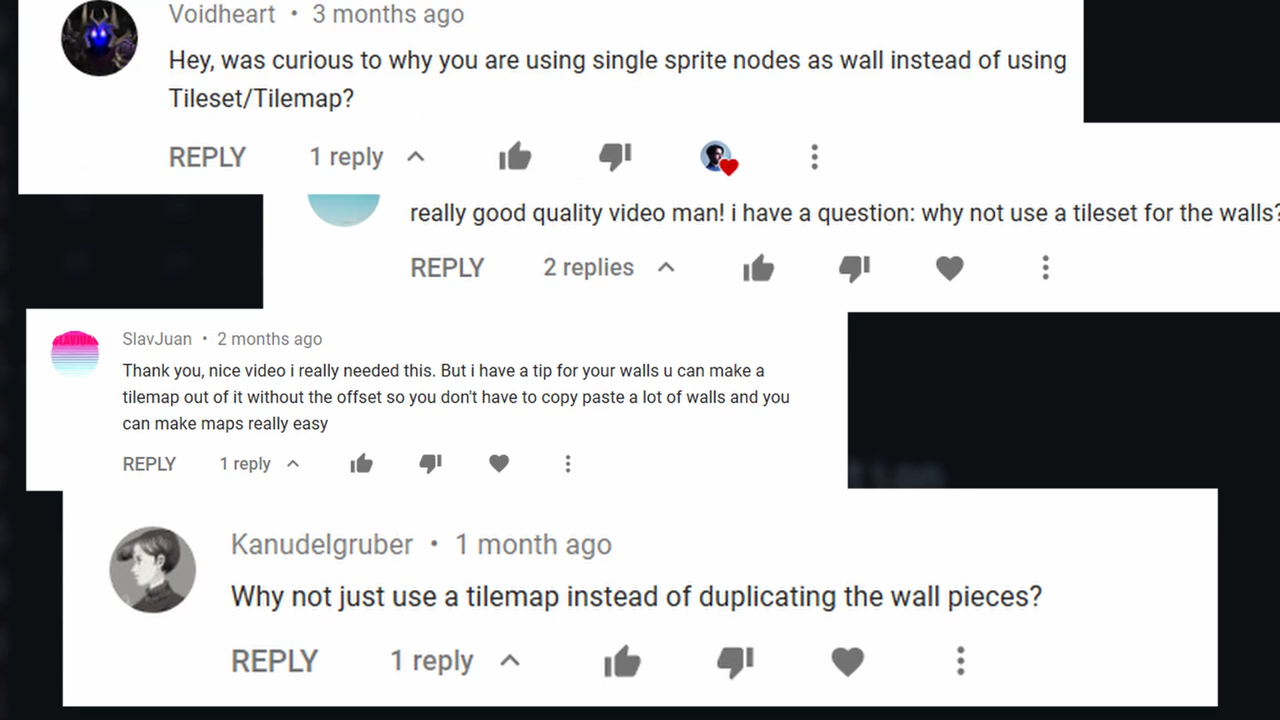 Voidheart • 3 months ago
Hey, was curious to why you are using single sprite nodes as wall instead of using
Tileset/Tilemap?
REPLY 1 reply
really good quality video man! i have a question: why not use a tileset for the walls?
REPLY 2 replies
SlavJuan • 2 months ago
Thank you, nice video i really needed this. But i have a tip for your walls u can make a
tilemap out of it without the offset so you don't have to copy paste a lot of walls and you
can make maps really easy
REPLY 1 reply
Kanudelgruber • 1 month ago
Why not just use a tilemap instead of duplicating the wall pieces?
REPLY 1 reply